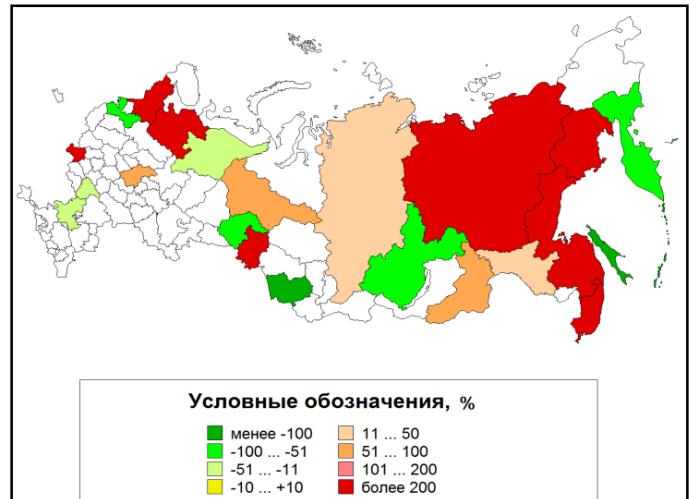 Условные обозначения, %
менее -100
-100 ... -51
-51 ... -11
-10 ... +10
11 ... 50
51 ... 100
101 ... 200
более 200